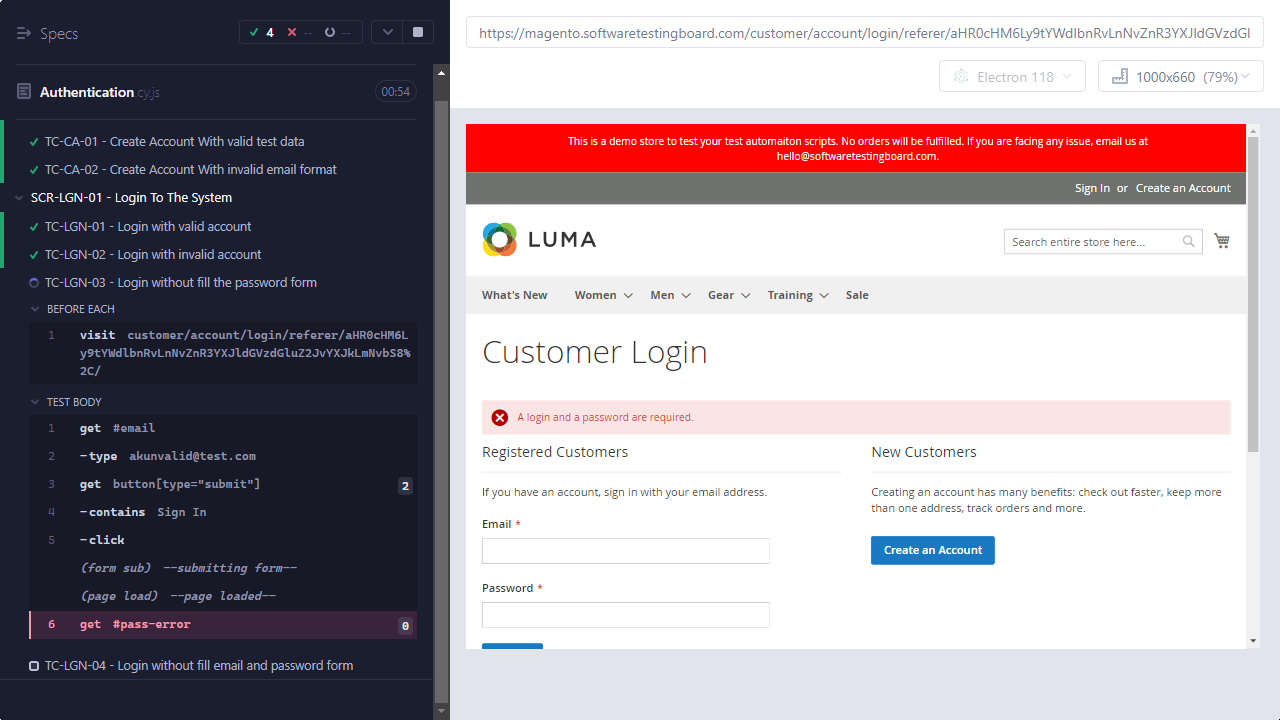 Specs
4 -- --
Authentication.cy.js 00:54
TC-CA-01 - Create Account With valid test data
TC-CA-02 - Create Account With invalid email format
SCR-LGN-01 - Login To The System
TC-LGN-01 - Login with valid account
TC-LGN-02 - Login with invalid account
TC-LGN-03 - Login without fill the password form
BEFORE EACH
1 visit customer/account/login/referer/aHR0cHM6L
y9tYWdlbnRvLnNvZnR3YXJldGVzdGluZ2JvYXJkLmNvbS8%
2C/
TEST BODY
1 get #email
2 -type akunvalid@test.com
3 get button[type="submit"] 2
4 -contains Sign In
5 -click
(form sub) --submitting form--
(page load) --page loaded--
6 get #pass-error 0
TC-LGN-04 - Login without fill email and password form
https://magento.softwaretestingboard.com/customer/account/login/referer/aHR0cHM6Ly9tYWdlbnRvLnNvZnR3YXJldGVzdGl
Electron 118
1000x660 (79%)
This is a demo store to test your test automaiton scripts. No orders will be fulfilled. If you are facing any issue, email us at
hello@softwaretestingboard.com.
Sign In or Create an Account
LUMA
Search entire store here...
What's New Women Men Gear Training Sale
Customer Login
A login and a password are required.
Registered Customers
If you have an account, sign in with your email address.
Email *
Password *
New Customers
Creating an account has many benefits: check out faster, keep more
than one address, track orders and more.
Create an Account